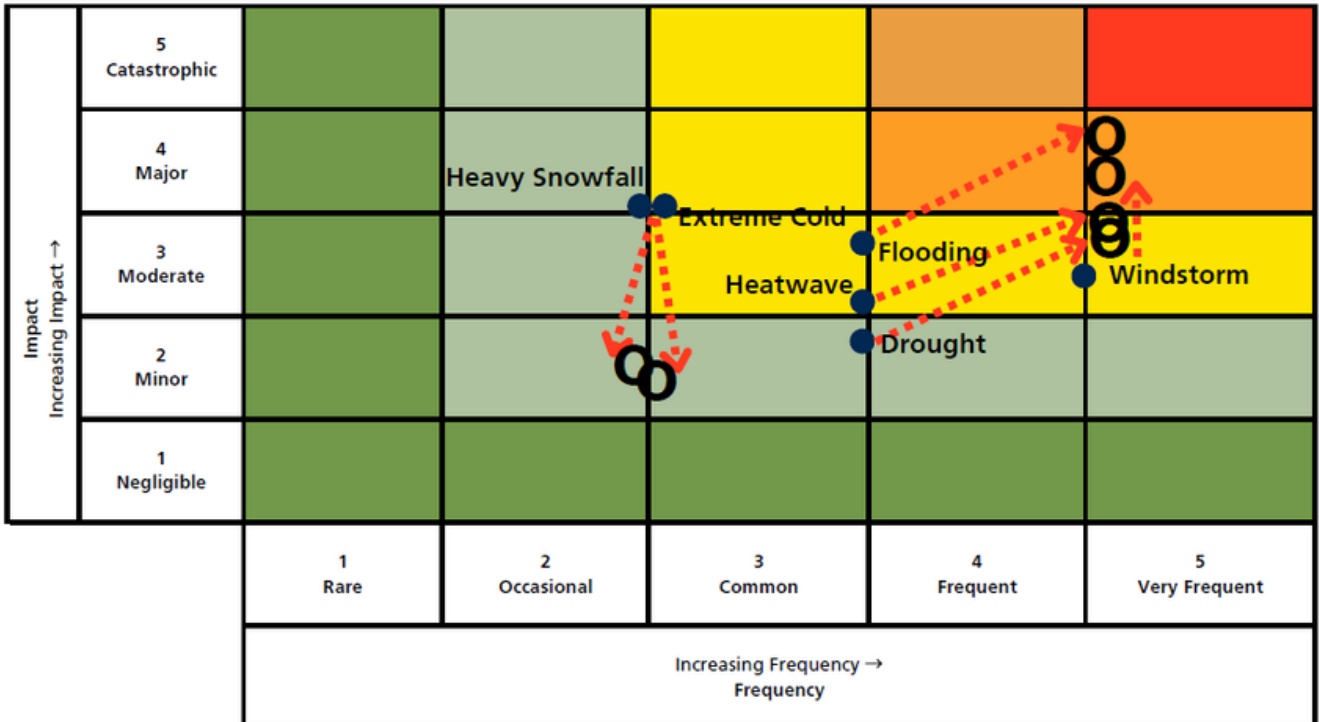 Impact
Increasing Impact →
5
Catastrophic
4
Major
3
Moderate
2
Minor
1
Negligible
Heavy Snowfall
Extreme Cold
Flooding
Heatwave
Windstorm
Drought
O
O
O
O
O
O
1
Rare
2
Occasional
3
Common
4
Frequent
5
Very Frequent
Increasing Frequency →
Frequency